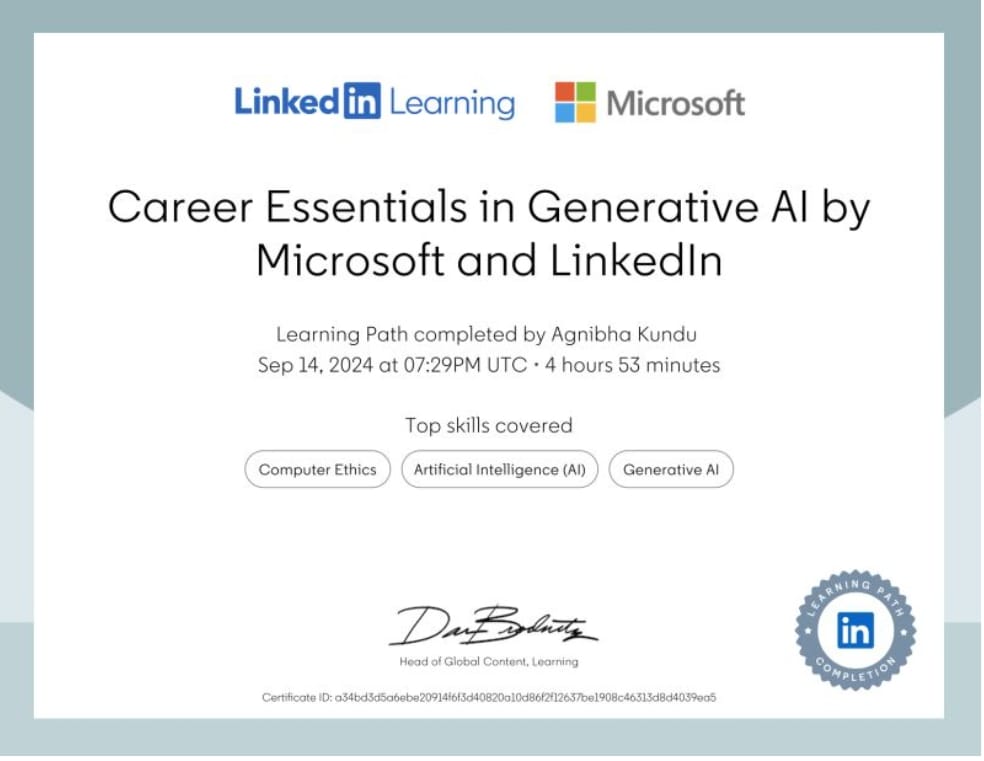 Linked in Learning Microsoft
Career Essentials in Generative AI by
Microsoft and LinkedIn
Learning Path completed by Agnibha Kundu
Sep 14, 2024 at 07:29PM UTC • 4 hours 53 minutes
Top skills covered
Computer Ethics Artificial Intelligence (AI) Generative AI
Head of Global Content, Learning
LEARNING PATH
in
COMPLETION
Certificate ID: a34bd3d5a6ebe20914f6f3d40820a10d86f2f12637be1908c46313d8d4039ea5